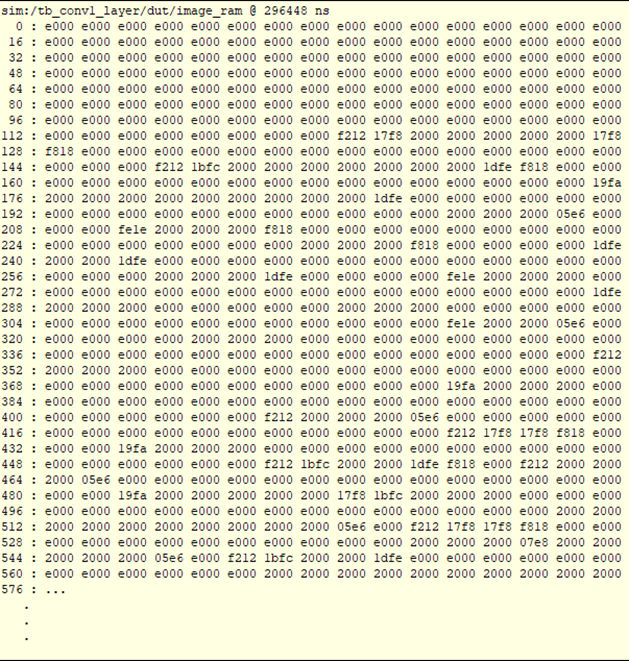 sim:/tb_conv1_layer/dut/image_ram @ 296448 ns
0 : e000 e000 e000 e000 e000 e000 e000 e000 e000 e000 e000 e000 e000 e000 e000 e000
16 : e000 e000 e000 e000 e000 e000 e000 e000 e000 e000 e000 e000 e000 e000 e000 e000
32 : e000 e000 e000 e000 e000 e000 e000 e000 e000 e000 e000 e000 e000 e000 e000 e000
48 : e000 e000 e000 e000 e000 e000 e000 e000 e000 e000 e000 e000 e000 e000 e000 e000
64 : e000 e000 e000 e000 e000 e000 e000 e000 e000 e000 e000 e000 e000 e000 e000 e000
80 : e000 e000 e000 e000 e000 e000 e000 e000 e000 e000 e000 e000 e000 e000 e000 e000
96 : e000 e000 e000 e000 e000 e000 e000 e000 e000 e000 e000 e000 e000 e000 e000 e000
112 : e000 e000 e000 e000 e000 e000 e000 e000 f212 17f8 2000 2000 2000 2000 2000 17f8
128 : f818 e000 e000 e000 e000 e000 e000 e000 e000 e000 e000 e000 e000 e000 e000 e000
144 : e000 e000 e000 f212 1bfc 2000 2000 2000 2000 2000 2000 2000 1dfe f818 e000 e000
160 : e000 e000 e000 e000 e000 e000 e000 e000 e000 e000 e000 e000 e000 e000 e000 19fa
176 : 2000 2000 2000 2000 2000 2000 2000 2000 2000 1dfe e000 e000 e000 e000 e000 e000
192 : e000 e000 e000 e000 e000 e000 e000 e000 e000 e000 e000 2000 2000 2000 05e6 e000
208 : e000 e000 fe1e 2000 2000 2000 f818 e000 e000 e000 e000 e000 e000 e000 e000 e000
224 : e000 e000 e000 e000 e000 e000 e000 2000 2000 2000 f818 e000 e000 e000 e000 1dfe
240 : 2000 2000 1dfe e000 e000 e000 e000 e000 e000 e000 e000 e000 e000 e000 e000 e000
256 : e000 e000 e000 2000 2000 2000 1dfe e000 e000 e000 e000 fe1e 2000 2000 2000 e000
272 : e000 e000 e000 e000 e000 e000 e000 e000 e000 e000 e000 e000 e000 e000 e000 1dfe
288 : 2000 2000 2000 2000 2000 2000 2000 2000 2000 2000 2000 e000 e000 e000 e000 e000
304 : e000 e000 e000 e000 e000 e000 e000 e000 e000 e000 e000 fe1e 2000 2000 05e6 e000
320 : e000 e000 e000 e000 2000 2000 2000 e000 e000 e000 e000 e000 e000 e000 e000 e000
336 : e000 e000 e000 e000 e000 e000 e000 e000 e000 e000 e000 e000 e000 e000 e000 f212
352 : 2000 2000 2000 e000 e000 e000 e000 e000 e000 e000 e000 e000 e000 e000 e000 e000
368 : e000 e000 e000 e000 e000 e000 e000 e000 e000 e000 e000 19fa 2000 2000 2000 e000
384 : e000 e000 e000 e000 e000 e000 e000 e000 e000 e000 e000 e000 e000 e000 e000 e000
400 : e000 e000 e000 e000 e000 e000 f212 2000 2000 2000 05e6 e000 e000 e000 e000 e000
416 : e000 e000 e000 e000 e000 e000 e000 e000 e000 e000 e000 f212 17f8 17f8 f818 e000
432 : e000 e000 19fa 2000 2000 2000 e000 e000 e000 e000 e000 e000 e000 e000 e000 e000
448 : e000 e000 e000 e000 e000 e000 f212 1bfc 2000 2000 1dfe f818 e000 f212 2000 2000
464 : 2000 05e6 e000 e000 e000 e000 e000 e000 e000 e000 e000 e000 e000 e000 e000 e000
480 : e000 e000 19fa 2000 2000 2000 2000 2000 17f8 1bfc 2000 2000 2000 e000 e000 e000
496 : e000 e000 e000 e000 e000 e000 e000 e000 e000 e000 e000 e000 e000 e000 2000 2000
512 : 2000 2000 2000 2000 2000 2000 2000 2000 05e6 e000 f212 17f8 17f8 f818 e000 e000
528 : e000 e000 e000 e000 e000 e000 e000 e000 e000 e000 2000 2000 2000 07e8 2000 2000
544 : 2000 2000 2000 05e6 e000 f212 1bfc 2000 2000 1dfe e000 e000 e000 e000 e000 e000
560 : e000 e000 e000 e000 e000 e000 2000 2000 2000 2000 2000 2000 2000 2000 2000 2000
576 : ...
.
.
.